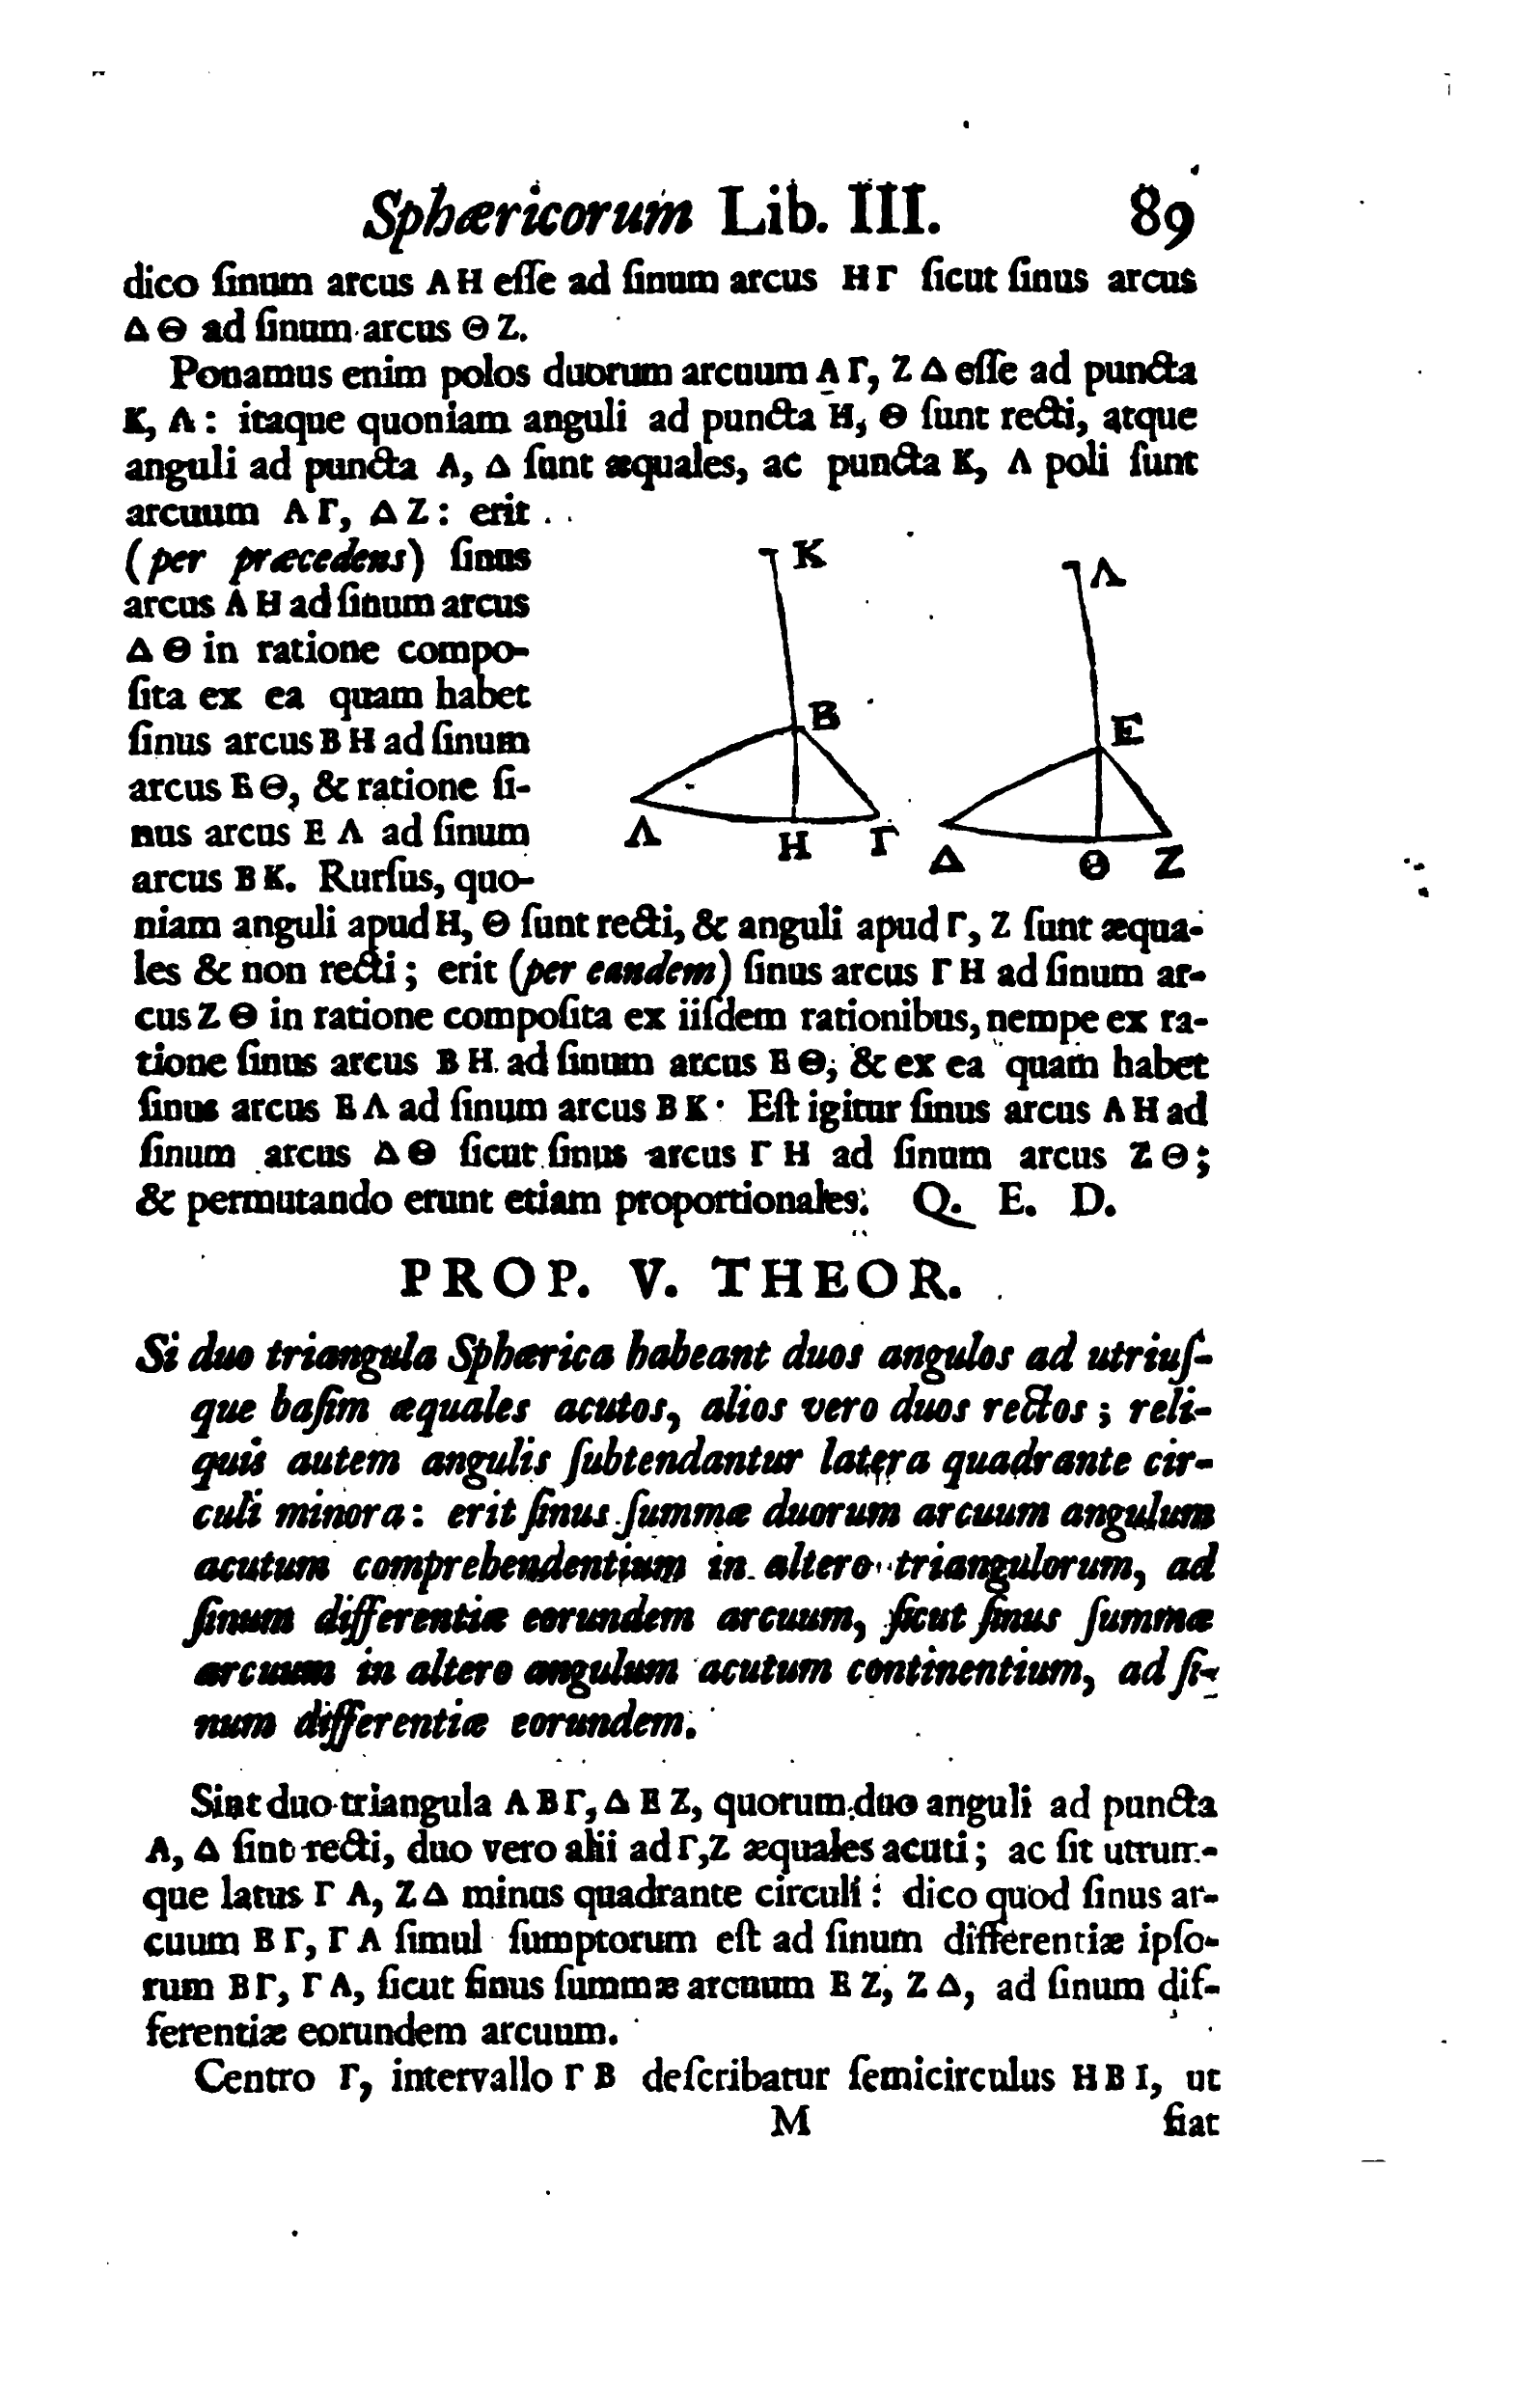 Sphæricorum Lib. III. 89
dico ſinum arcus Α Η eſſe ad ſinum arcus Η Γ ſicut ſinus arcus
Δ Θ ad ſinum arcus Θ Ζ.
Ponamus enim polos duorum arcuum Α Γ, Ζ Δ eſſe ad puncta
Κ, Λ : itaque quoniam anguli ad puncta Η, Θ ſunt recti, atque
anguli ad puncta Λ, Δ ſunt æquales, ac puncta Κ, Λ poli ſunt
arcuum Α Γ, Δ Ζ : erit
(per præcedens) ſinus
arcus Α Η ad ſinum arcus
Δ Θ in ratione compo-
ſita ex ea quam habet
ſinus arcus Β Η ad ſinum
arcus Ε Θ, & ratione ſi-
nus arcus Ε Λ ad ſinum
arcus Β Κ. Rurſus, quo-
Κ
Λ
Β
Ε
Λ
Η
Γ
Δ
Θ
Ζ
niam anguli apud Η, Θ ſunt recti, & anguli apud Γ, Ζ ſunt æqua-
les & non recti ; erit (per eandem) ſinus arcus Γ Η ad ſinum ar-
cus Ζ Θ in ratione compoſita ex iiſdem rationibus, nempe ex ra-
tione ſinus arcus Β Η ad ſinum arcus Ε Θ, & ex ea quam habet
ſinus arcus Ε Λ ad ſinum arcus Β Κ· Eſt igitur ſinus arcus Α Η ad
ſinum arcus Δ Θ ſicut ſinus arcus Γ Η ad ſinum arcus Ζ Θ ;
& permutando erunt etiam proportionales. Q. E. D.
PROP. V. THEOR.
Si duo triangula Sphærica habeant duos angulos ad utriuſ-
que baſim æquales acutos, alios vero duos rectos ; reli-
quis autem angulis ſubtendantur latera quadrante cir-
culi minora : erit ſinus ſummæ duorum arcuum angulum
acutum comprehendentium in altero triangulorum, ad
ſinum differentiæ eorundem arcuum, ſicut ſinus ſummæ
arcuum in altero angulum acutum continentium, ad ſi-
num differentiæ eorundem.
Sint duo triangula Α Β Γ, Δ Ε Ζ, quorum duo anguli ad puncta
Α, Δ ſint recti, duo vero alii ad Γ,Ζ æquales acuti ; ac ſit utrum-
que latus Γ Α, Ζ Δ minus quadrante circuli : dico quod ſinus ar-
cuum Β Γ, Γ Α ſimul ſumptorum eſt ad ſinum differentiæ ipſo-
rum Β Γ, Γ Α, ſicut ſinus ſummæ arcuum Ε Ζ, Ζ Δ, ad ſinum dif-
ferentiæ eorundem arcuum.
Centro Γ, intervallo Γ Β deſcribatur ſemicirculus Η Β Ι, ut
M fiat